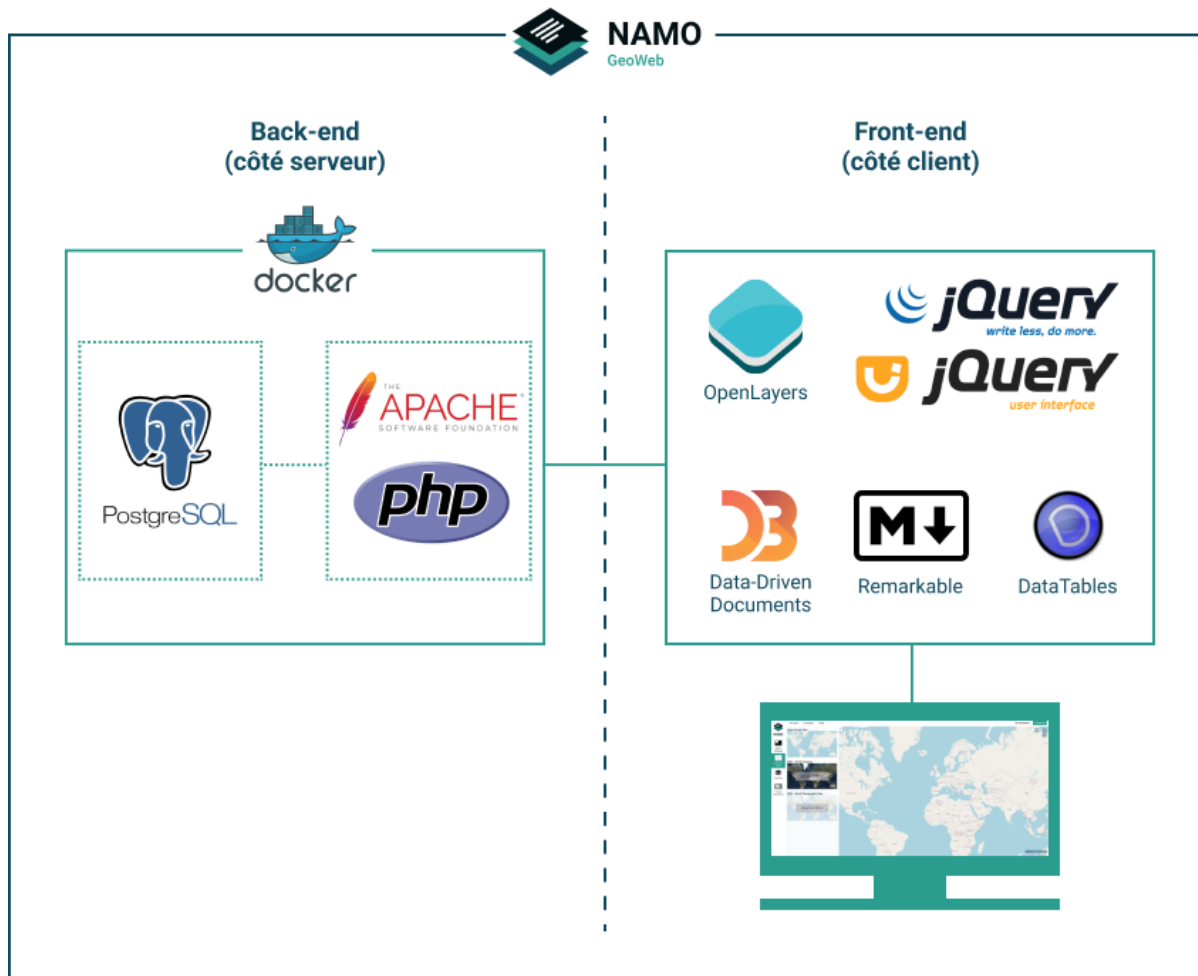 NAMO
GeoWeb
Back-end
(côté serveur)
Front-end
(côté client)
docker
PostgreSQL
THE
APACHE®
SOFTWARE FOUNDATION
php
OpenLayers
jQuery
write less, do more.
jQuery
user interface
D3
Data-Driven
Documents
M
Remarkable
DataTables